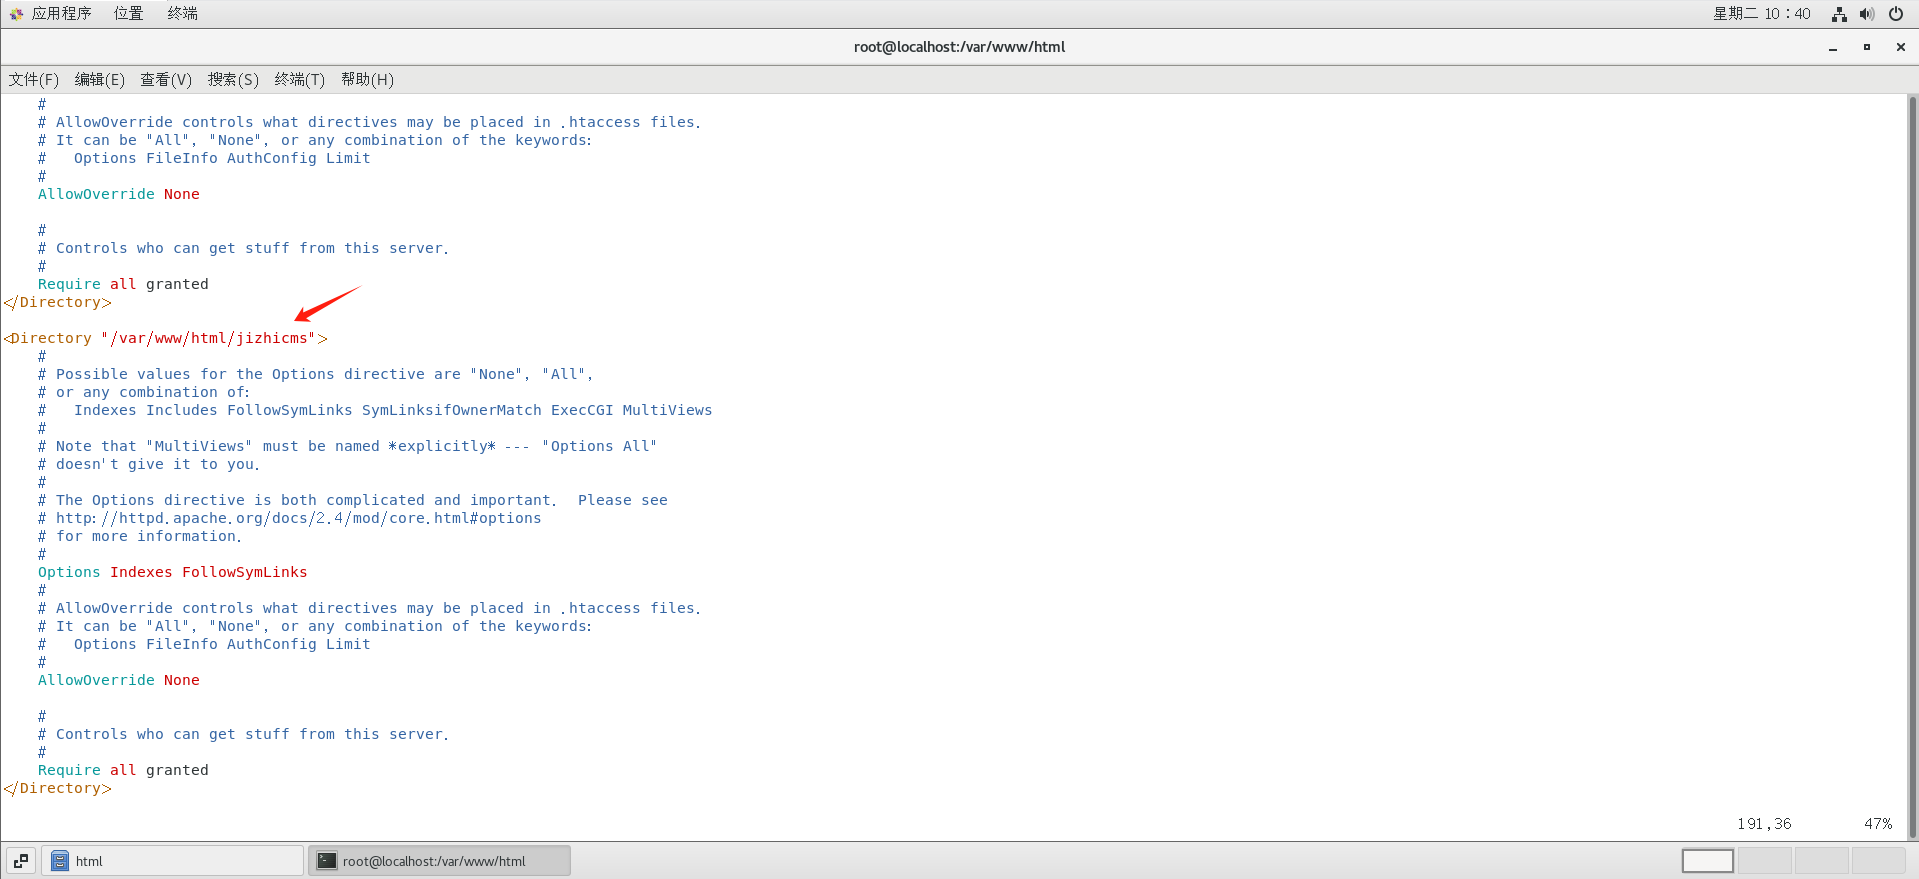 应用程序 位置 终端 星期二 10：40
root@localhost:/var/www/html
文件(F) 编辑(E) 查看(V) 搜索(S) 终端(T) 帮助(H)
#
# AllowOverride controls what directives may be placed in .htaccess files.
# It can be "All", "None", or any combination of the keywords:
#   Options FileInfo AuthConfig Limit
#
AllowOverride None
#
# Controls who can get stuff from this server.
#
Require all granted
</Directory>
<Directory "/var/www/html/jizhicms">
#
# Possible values for the Options directive are "None", "All",
# or any combination of:
#   Indexes Includes FollowSymLinks SymLinksifOwnerMatch ExecCGI MultiViews
#
# Note that "MultiViews" must be named *explicitly* --- "Options All"
# doesn't give it to you.
#
# The Options directive is both complicated and important.  Please see
# http://httpd.apache.org/docs/2.4/mod/core.html#options
# for more information.
#
Options Indexes FollowSymLinks
#
# AllowOverride controls what directives may be placed in .htaccess files.
# It can be "All", "None", or any combination of the keywords:
#   Options FileInfo AuthConfig Limit
#
AllowOverride None
#
# Controls who can get stuff from this server.
#
Require all granted
</Directory>
191,36 47%
html root@localhost:/var/www/html